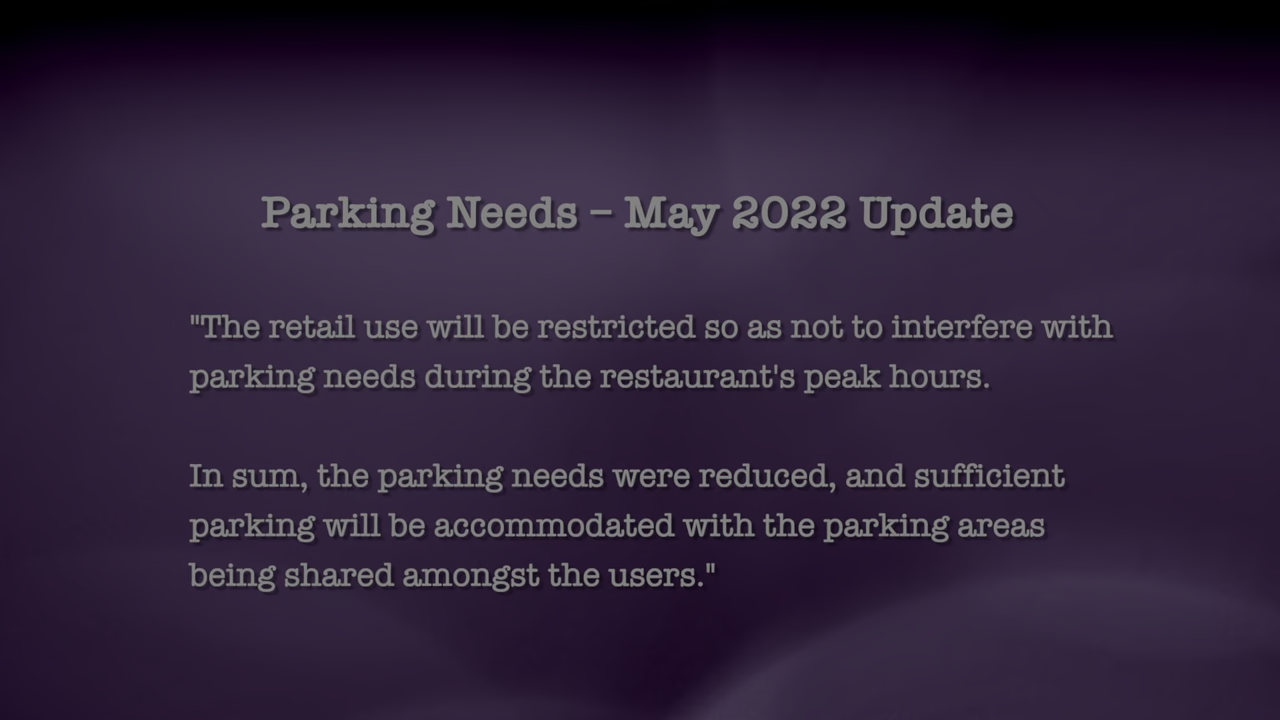 Parking Needs – May 2022 Update
"The retail use will be restricted so as not to interfere with
parking needs during the restaurant's peak hours.
In sum, the parking needs were reduced, and sufficient
parking will be accommodated with the parking areas
being shared amongst the users."